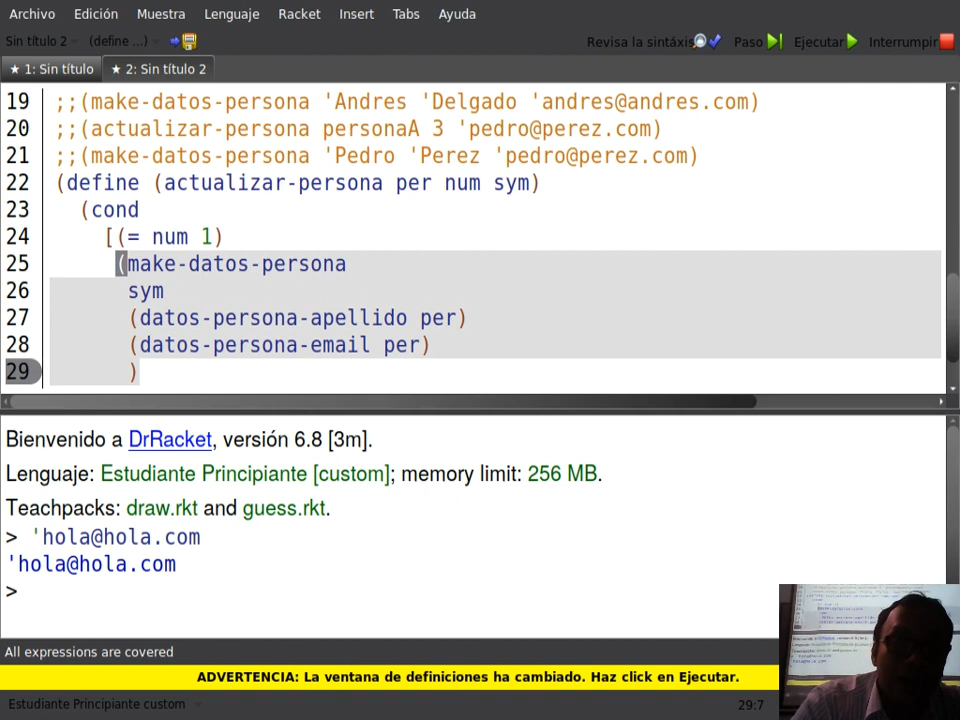 Archivo Edición Muestra Lenguaje Racket Insert Tabs Ayuda
Sin título 2 (define ...) Revisa la sintáxis Paso Ejecutar Interrumpir
★ 1: Sin título ★ 2: Sin título 2
19 ;;(make-datos-persona 'Andres 'Delgado 'andres@andres.com)
20 ;;(actualizar-persona personaA 3 'pedro@perez.com)
21 ;;(make-datos-persona 'Pedro 'Perez 'pedro@perez.com)
22 (define (actualizar-persona per num sym)
23 (cond
24 [(= num 1)
25 (make-datos-persona
26 sym
27 (datos-persona-apellido per)
28 (datos-persona-email per)
29 )
Bienvenido a DrRacket, versión 6.8 [3m].
Lenguaje: Estudiante Principiante [custom]; memory limit: 256 MB.
Teachpacks: draw.rkt and guess.rkt.
> 'hola@hola.com
'hola@hola.com
>
All expressions are covered
ADVERTENCIA: La ventana de definiciones ha cambiado. Haz click en Ejecutar.
Estudiante Principiante custom 29:7